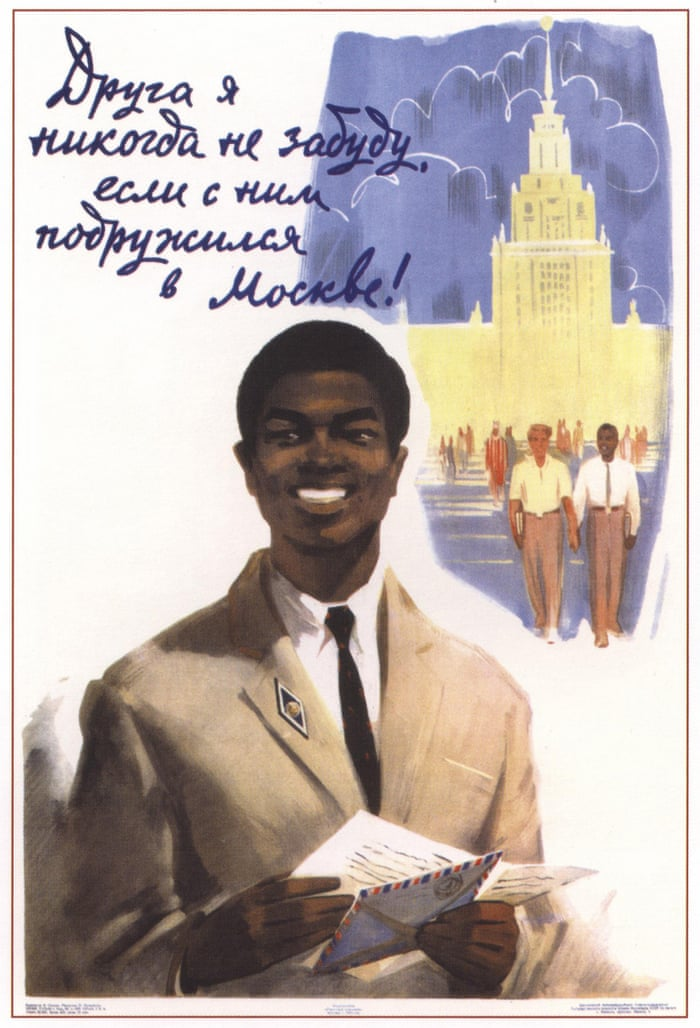 Друга я
никогда не забуду,
если с ним
подружился
в Москве!